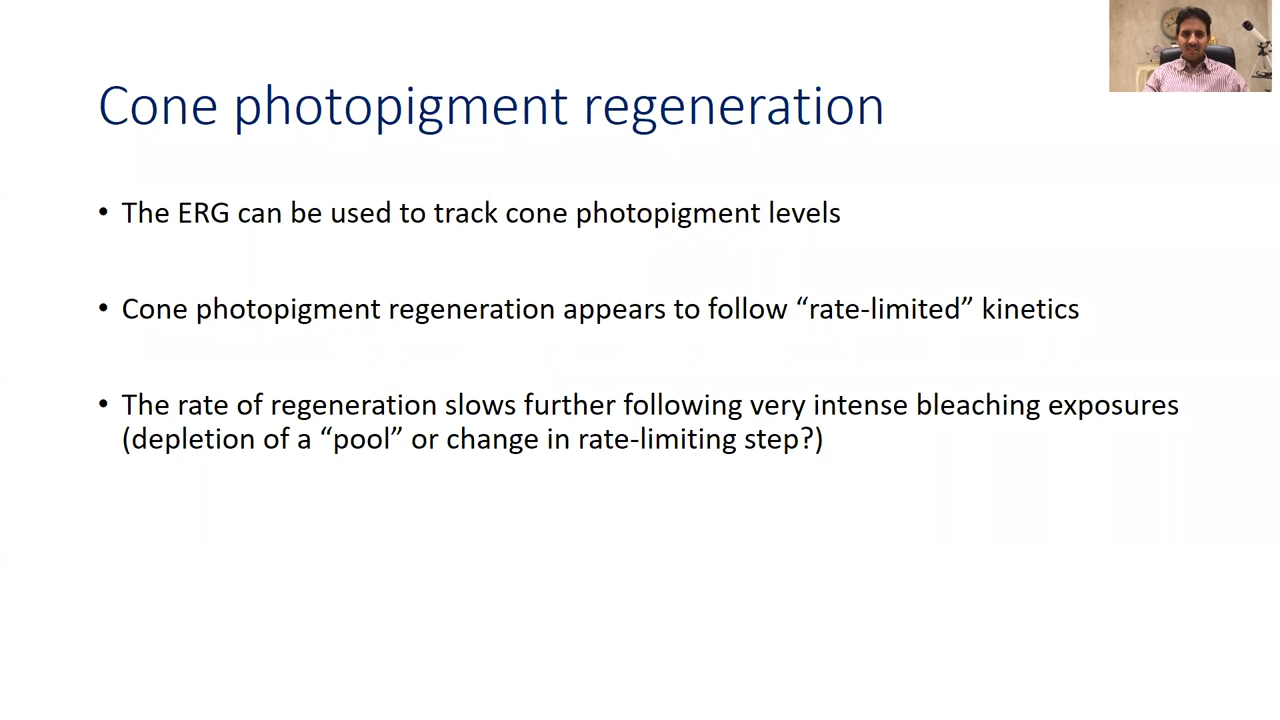 Cone photopigment regeneration
• The ERG can be used to track cone photopigment levels
• Cone photopigment regeneration appears to follow “rate-limited” kinetics
• The rate of regeneration slows further following very intense bleaching exposures
(depletion of a “pool” or change in rate-limiting step?)